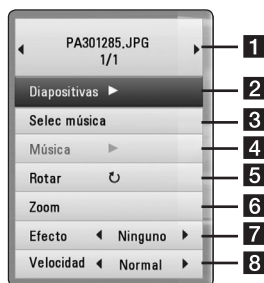 PA301285.JPG
1/1
1
Diapositivas
2
Selec música
3
Música
4
Rotar
5
Zoom
6
Efecto Ninguno
7
Velocidad Normal
8